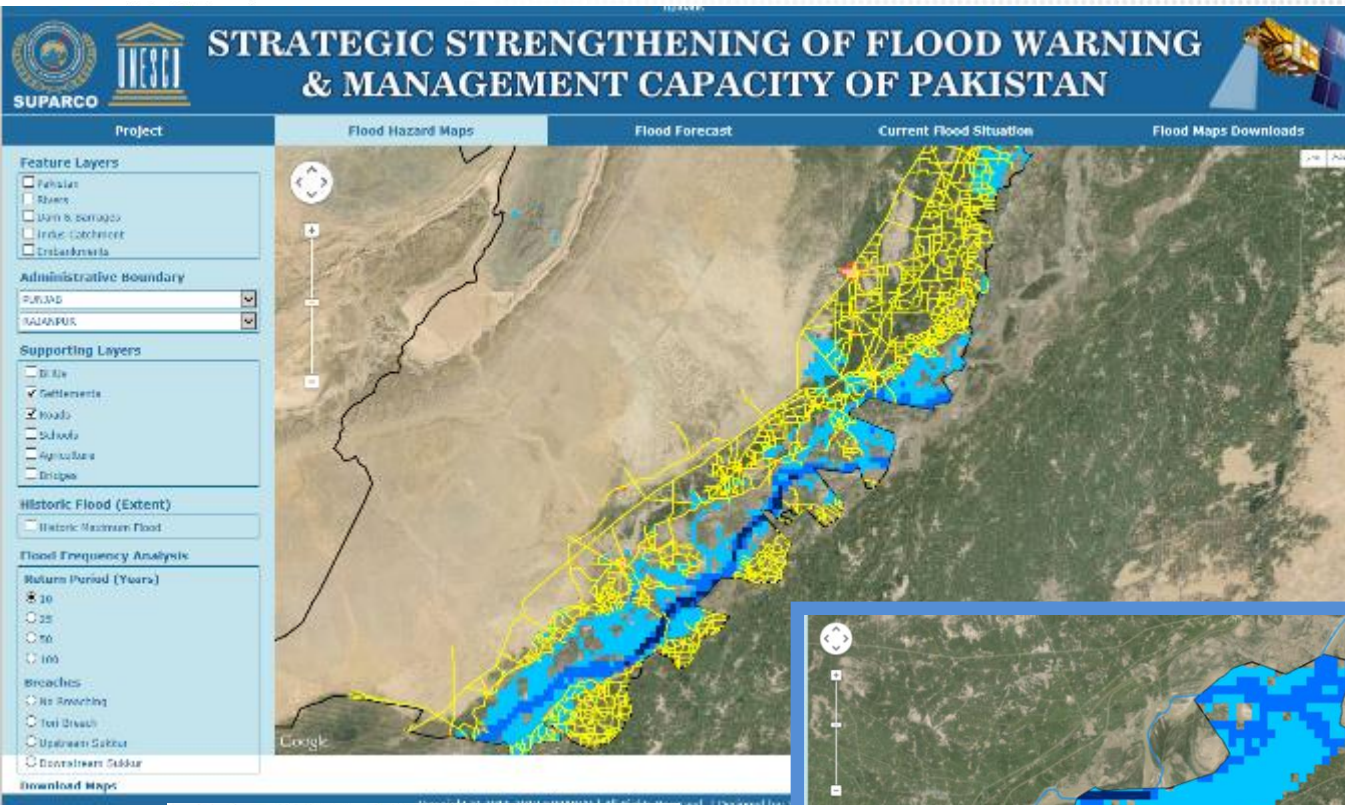 STRATEGIC STRENGTHENING OF FLOOD WARNING
& MANAGEMENT CAPACITY OF PAKISTAN
SUPARCO
UNESCO
Project
Flood Hazard Maps
Flood Forecast
Current Flood Situation
Flood Maps Downloads
Feature Layers
Pakistan
Rivers
Dam & Barrages
Indus Catchment
Embankments
Administrative Boundary
PUNJAB
RAJANPUR
Supporting Layers
Settlements
Roads
Schools
Agriculture
Bridges
Historic Flood (Extent)
Historic Maximum Flood
Flood Frequency Analysis
Return Period (Years)
10
25
50
100
Breaches
No Breaching
Tori Breach
Upstream Sukkur
Downstream Sukkur
Download Maps
Google